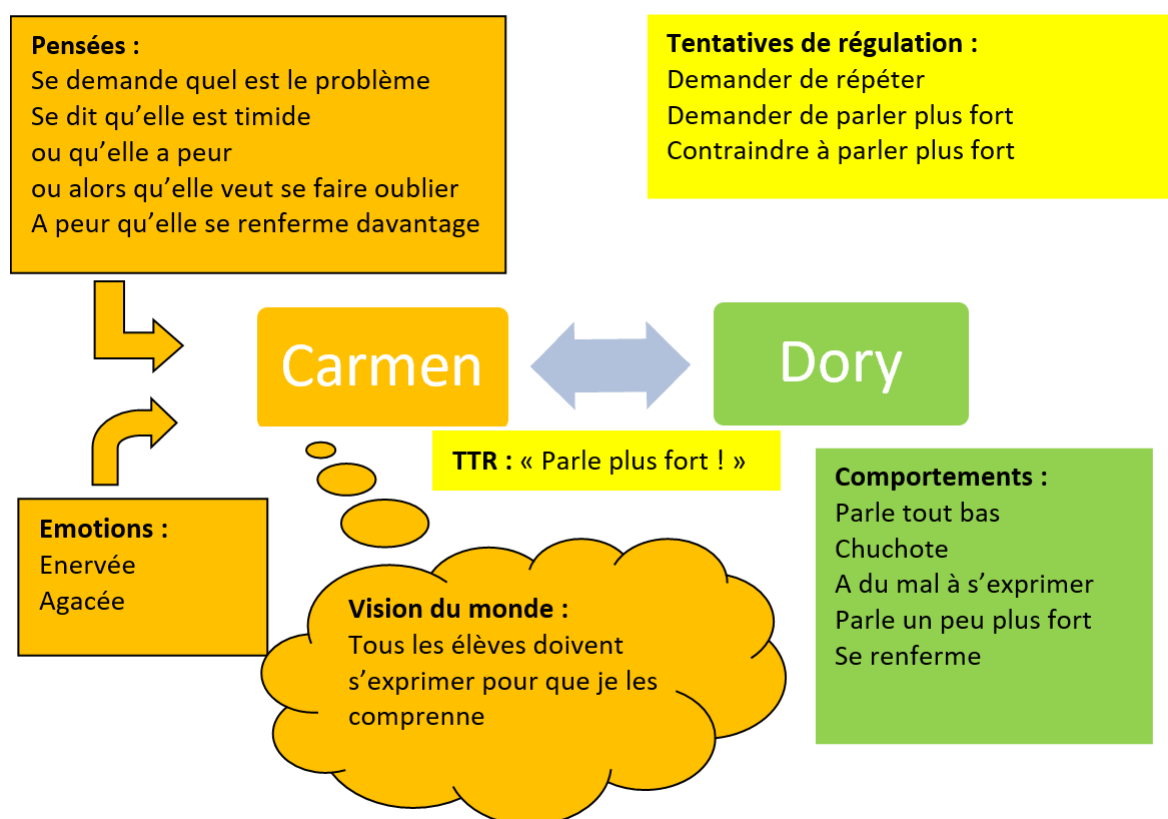 Pensées :
Se demande quel est le problème
Se dit qu’elle est timide
ou qu’elle a peur
ou alors qu’elle veut se faire oublier
A peur qu’elle se renferme davantage
Tentatives de régulation :
Demander de répéter
Demander de parler plus fort
Contraindre à parler plus fort
Carmen
Dory
TTR : « Parle plus fort ! »
Emotions :
Enervée
Agacée
Vision du monde :
Tous les élèves doivent
s’exprimer pour que je les
comprenne
Comportements :
Parle tout bas
Chuchote
A du mal à s’exprimer
Parle un peu plus fort
Se renferme